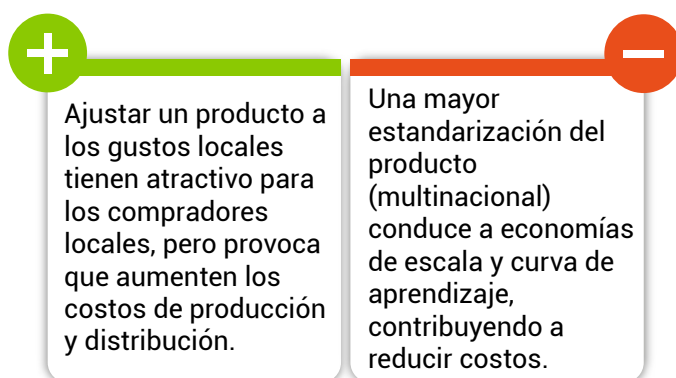 Ajustar un producto a
los gustos locales
tienen atractivo para
los compradores
locales, pero provoca
que aumenten los
costos de producción
y distribución.
Una mayor
estandarización del
producto
(multinacional)
conduce a economías
de escala y curva de
aprendizaje,
contribuyendo a
reducir costos.